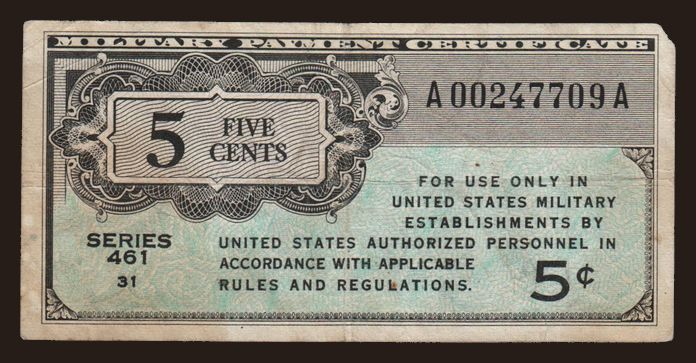 MILITARY PAYMENT CERTIFICATE
A00247709A
5 FIVE
CENTS
FOR USE ONLY IN
UNITED STATES MILITARY
ESTABLISHMENTS BY
UNITED STATES AUTHORIZED PERSONNEL IN
ACCORDANCE WITH APPLICABLE
RULES AND REGULATIONS.
SERIES
461
31
5¢